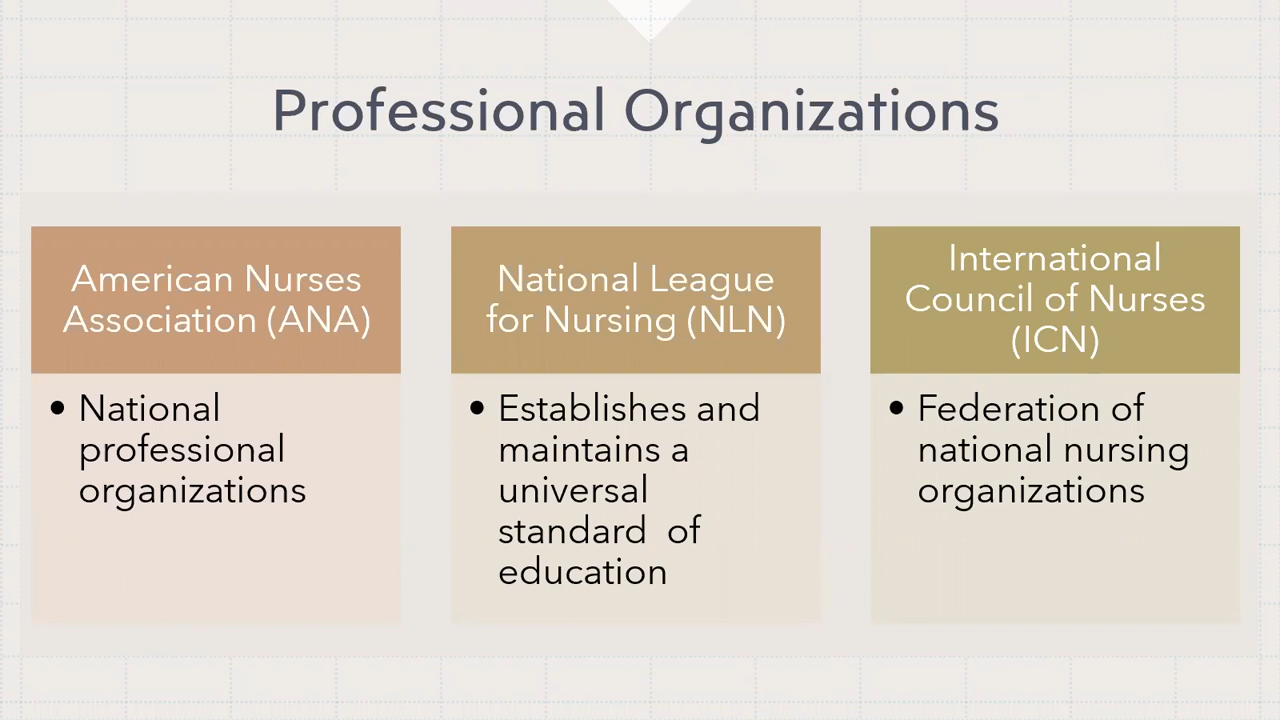 Professional Organizations
American Nurses
Association (ANA)
• National
professional
organizations
National League
for Nursing (NLN)
• Establishes and
maintains a
universal
standard  of
education
International
Council of Nurses
(ICN)
• Federation of
national nursing
organizations